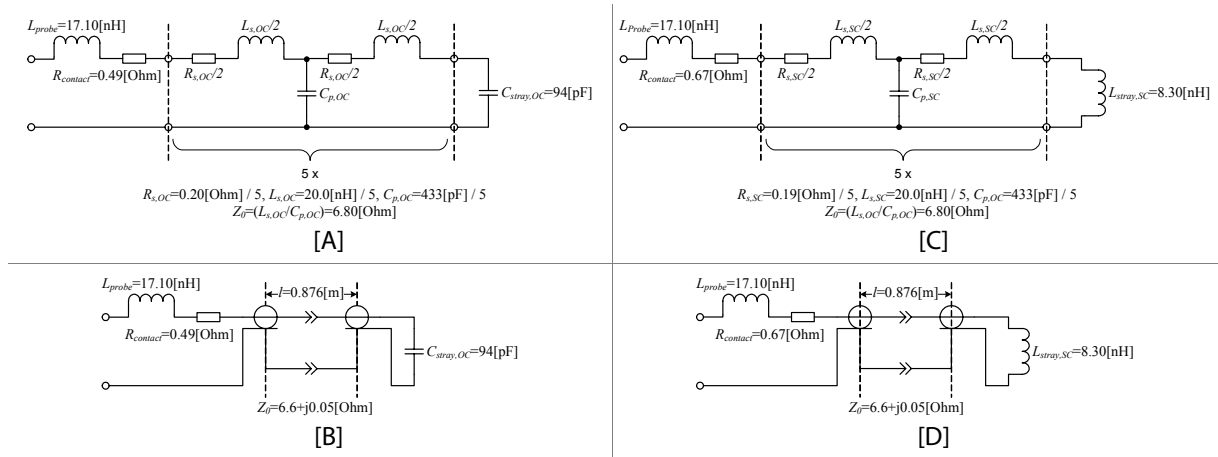 L_probe=17.10[nH]
L_s,OC/2
L_s,OC/2
R_contact=0.49[Ohm]
R_s,OC/2
R_s,OC/2
C_p,OC
C_stray,OC=94[pF]
5 x
R_s,OC=0.20[Ohm] / 5, L_s,OC=20.0[nH] / 5, C_p,OC=433[pF] / 5
Z_0=(L_s,OC/C_p,OC)=6.80[Ohm]
[A]
L_Probe=17.10[nH]
L_s,SC/2
L_s,SC/2
R_contact=0.67[Ohm]
R_s,SC/2
R_s,SC/2
C_p,SC
L_stray,SC=8.30[nH]
5 x
R_s,SC=0.19[Ohm] / 5, L_s,SC=20.0[nH] / 5, C_p,OC=433[pF] / 5
Z_0=(L_s,OC/C_p,OC)=6.80[Ohm]
[C]
L_probe=17.10[nH]
l=0.876[m]
R_contact=0.49[Ohm]
C_stray,OC=94[pF]
Z_0=6.6+j0.05[Ohm]
[B]
L_probe=17.10[nH]
l=0.876[m]
R_contact=0.67[Ohm]
L_stray,SC=8.30[nH]
Z_0=6.6+j0.05[Ohm]
[D]